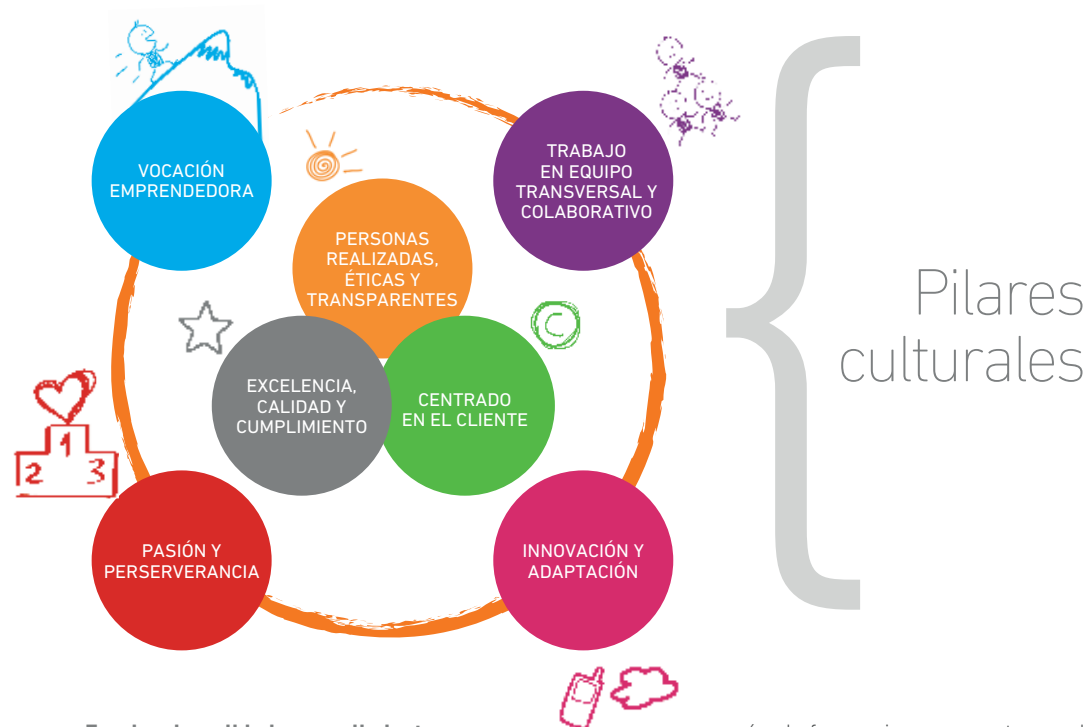 VOCACIÓN
EMPRENDEDORA
TRABAJO
EN EQUIPO
TRANSVERSAL Y
COLABORATIVO
PERSONAS
REALIZADAS,
ÉTICAS Y
TRANSPARENTES
Pilares
culturales
EXCELENCIA,
CALIDAD Y
CUMPLIMIENTO
C
CENTRADO
EN EL CLIENTE
1
2 3
PASIÓN Y
PERSERVERANCIA
INNOVACIÓN Y
ADAPTACIÓN